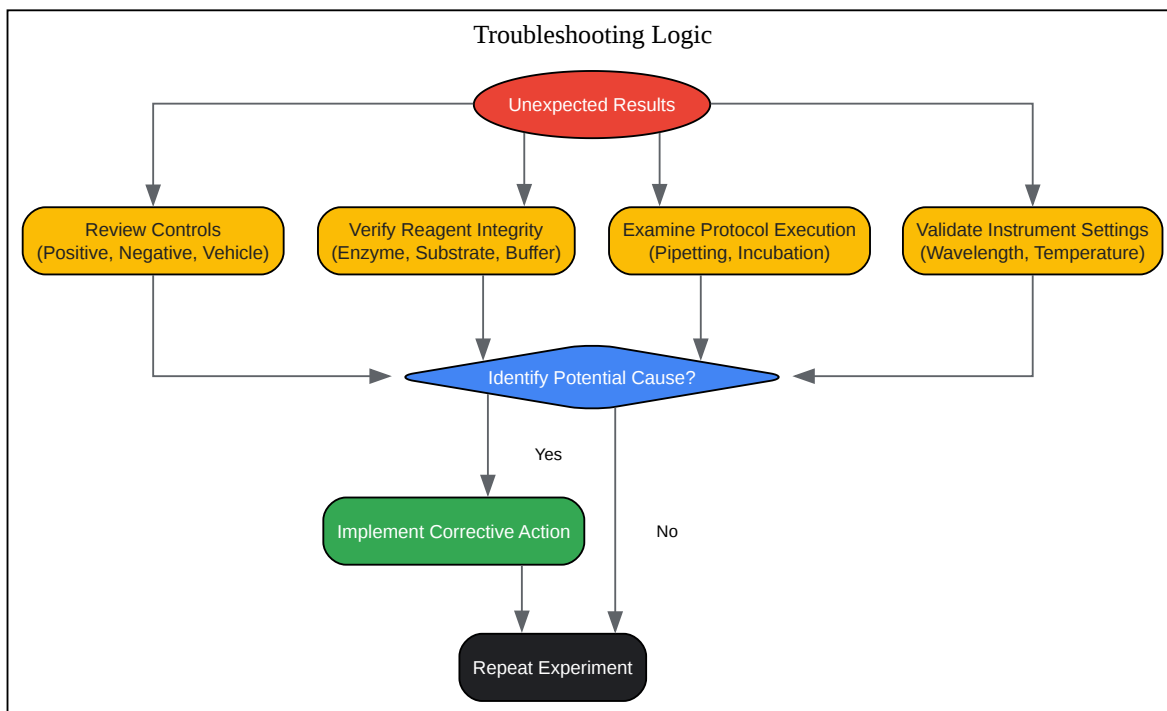 Troubleshooting Logic
Unexpected Results
Review Controls
(Positive, Negative, Vehicle)
Verify Reagent Integrity
(Enzyme, Substrate, Buffer)
Examine Protocol Execution
(Pipetting, Incubation)
Validate Instrument Settings
(Wavelength, Temperature)
Identify Potential Cause?
Yes
Implement Corrective Action
No
Repeat Experiment